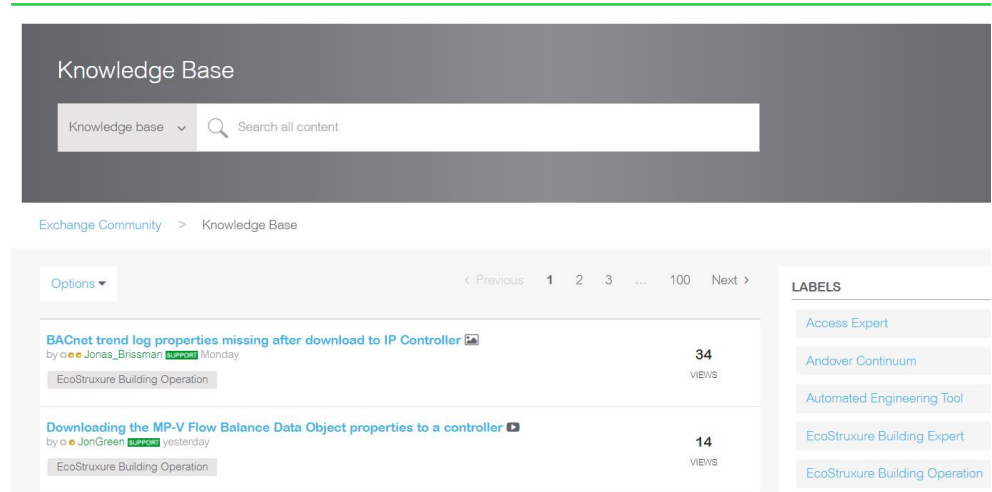 Knowledge Base
Knowledge base Search all content
Exchange Community > Knowledge Base
Options
< Previous 1 2 3 ... 100 Next >
BACnet trend log properties missing after download to IP Controller
by Jonas_Brissman SUPPORT Monday
EcoStruxure Building Operation
34
VIEWS
Downloading the MP-V Flow Balance Data Object properties to a controller
by JonGreen SUPPORT yesterday
EcoStruxure Building Operation
14
VIEWS
LABELS
Access Expert
Andover Continuum
Automated Engineering Tool
EcoStruxure Building Expert
EcoStruxure Building Operation